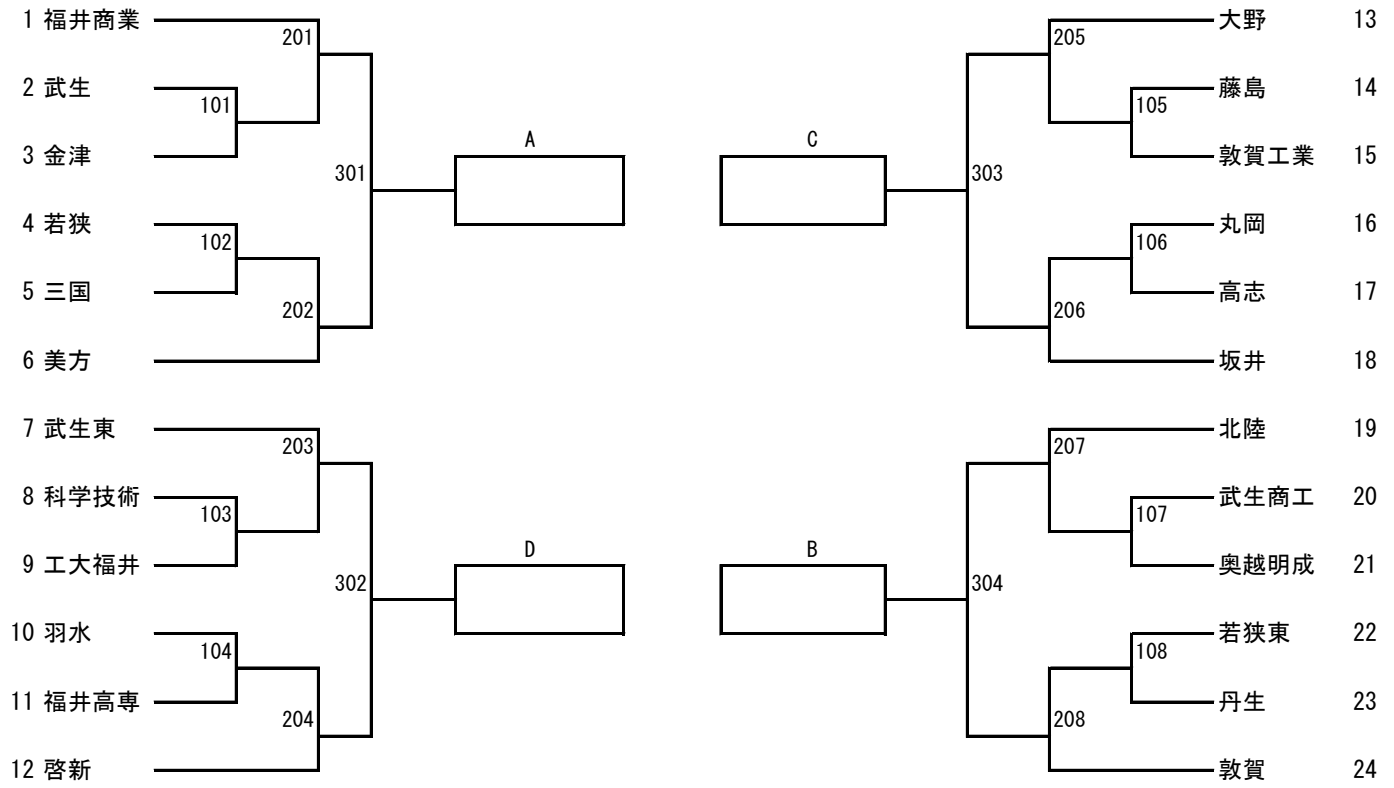 1 福井商業
201
2 武生
101
3 金津
301
A
4 若狭
102
5 三国
202
6 美方
7 武生東
203
8 科学技術
103
9 工大福井
302
D
10 羽水
104
11 福井高専
204
12 啓新
大野 13
205
藤島 14
105
敦賀工業 15
C
303
丸岡 16
106
高志 17
206
坂井 18
北陸 19
207
武生商工 20
107
奥越明成 21
B
304
若狭東 22
108
丹生 23
208
敦賀 24